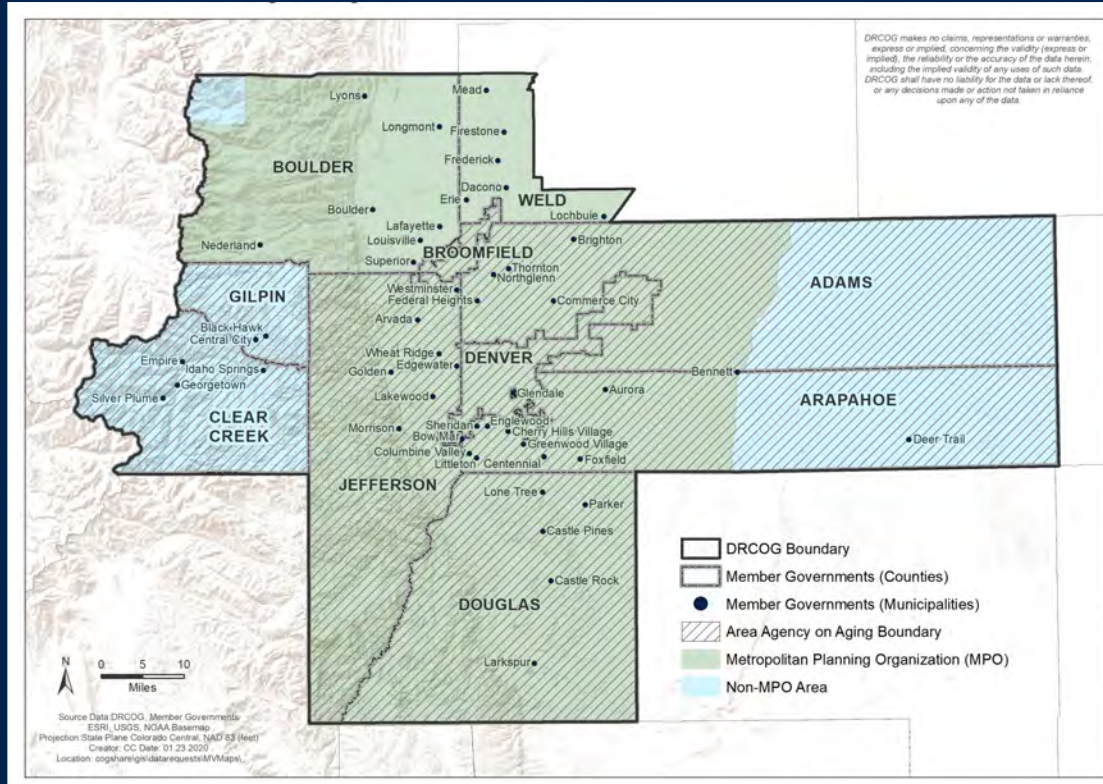 DRCOG makes no claims, representations or warranties,
express or implied, concerning the validity (express or
implied), the reliability or the accuracy of the data herein,
including the implied validity of any uses of such data.
DRCOG shall have no liability for the data or lack thereof,
or any decisions made or action not taken in reliance
upon any of the data.
Lyons
Mead
Longmont
Firestone
BOULDER
Frederick
Dacono
Erie
WELD
Boulder
Lochbuie
Lafayette
Nederland
Louisville
Brighton
BROOMFIELD
Superior
Thornton
Northglenn
GILPIN
Westminster
ADAMS
Federal Heights
Commerce City
Arvada
Black Hawk
Central City
Wheat Ridge
DENVER
Empire
Edgewater
Idaho Springs
Golden
Bennett
Georgetown
Glendale
Aurora
Silver Plume
Lakewood
ARAPAHOE
CLEAR
CREEK
Morrison
Sheridan
Englewood
Cherry Hills Village
Bow Mar
Greenwood Village
Deer Trail
Columbine Valley
Littleton
Centennial
Foxfield
JEFFERSON
Lone Tree
Parker
Castle Pines
Castle Rock
DOUGLAS
Larkspur
DRCOG Boundary
Member Governments (Counties)
Member Governments (Municipalities)
Area Agency on Aging Boundary
Metropolitan Planning Organization (MPO)
Non-MPO Area
N
0 5 10
Miles
Source Data:DRCOG, Member Governments
ESRI, USGS, NOAA Basemap
Projection:State Plane Colorado Central, NAD 83 (feet)
Creator: CC Date: 01.23.2020
Location: cogshare\gis\datarequests\MVMaps\